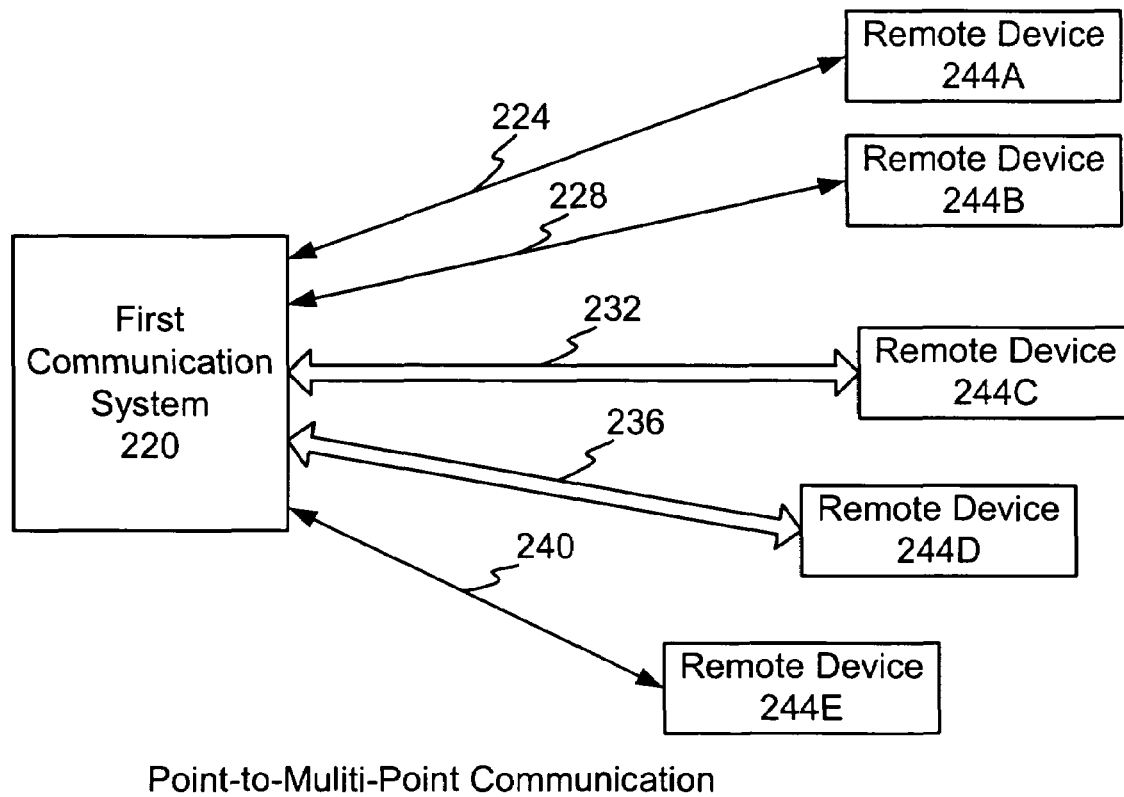 Remote Device
244A
224
Remote Device
244B
228
First
Communication
System
220
232
Remote Device
244C
236
Remote Device
244D
240
Remote Device
244E
Point-to-Muliti-Point Communication